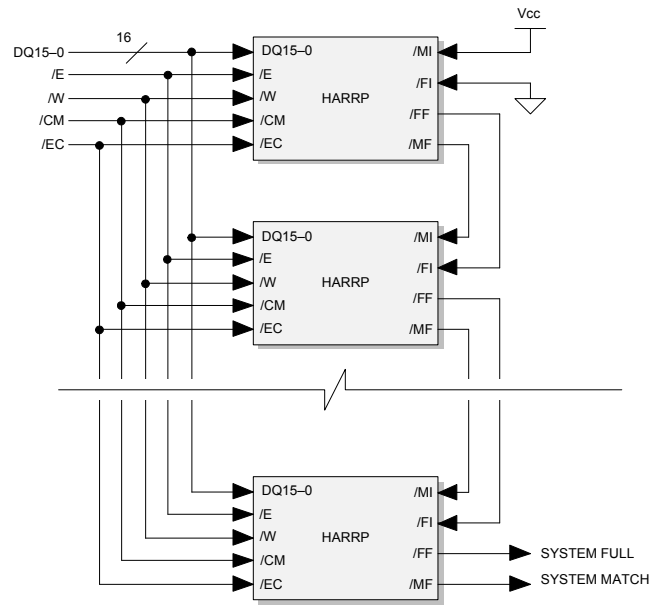 Vcc
16
DQ15–0
/E
/W
/CM
/EC
DQ15–0
/E
/W
/CM
/EC
HARRP
/MI
/FI
/FF
/MF
DQ15–0
/E
/W
/CM
/EC
HARRP
/MI
/FI
/FF
/MF
DQ15–0
/E
/W
/CM
/EC
HARRP
/MI
/FI
/FF
/MF
SYSTEM FULL
SYSTEM MATCH